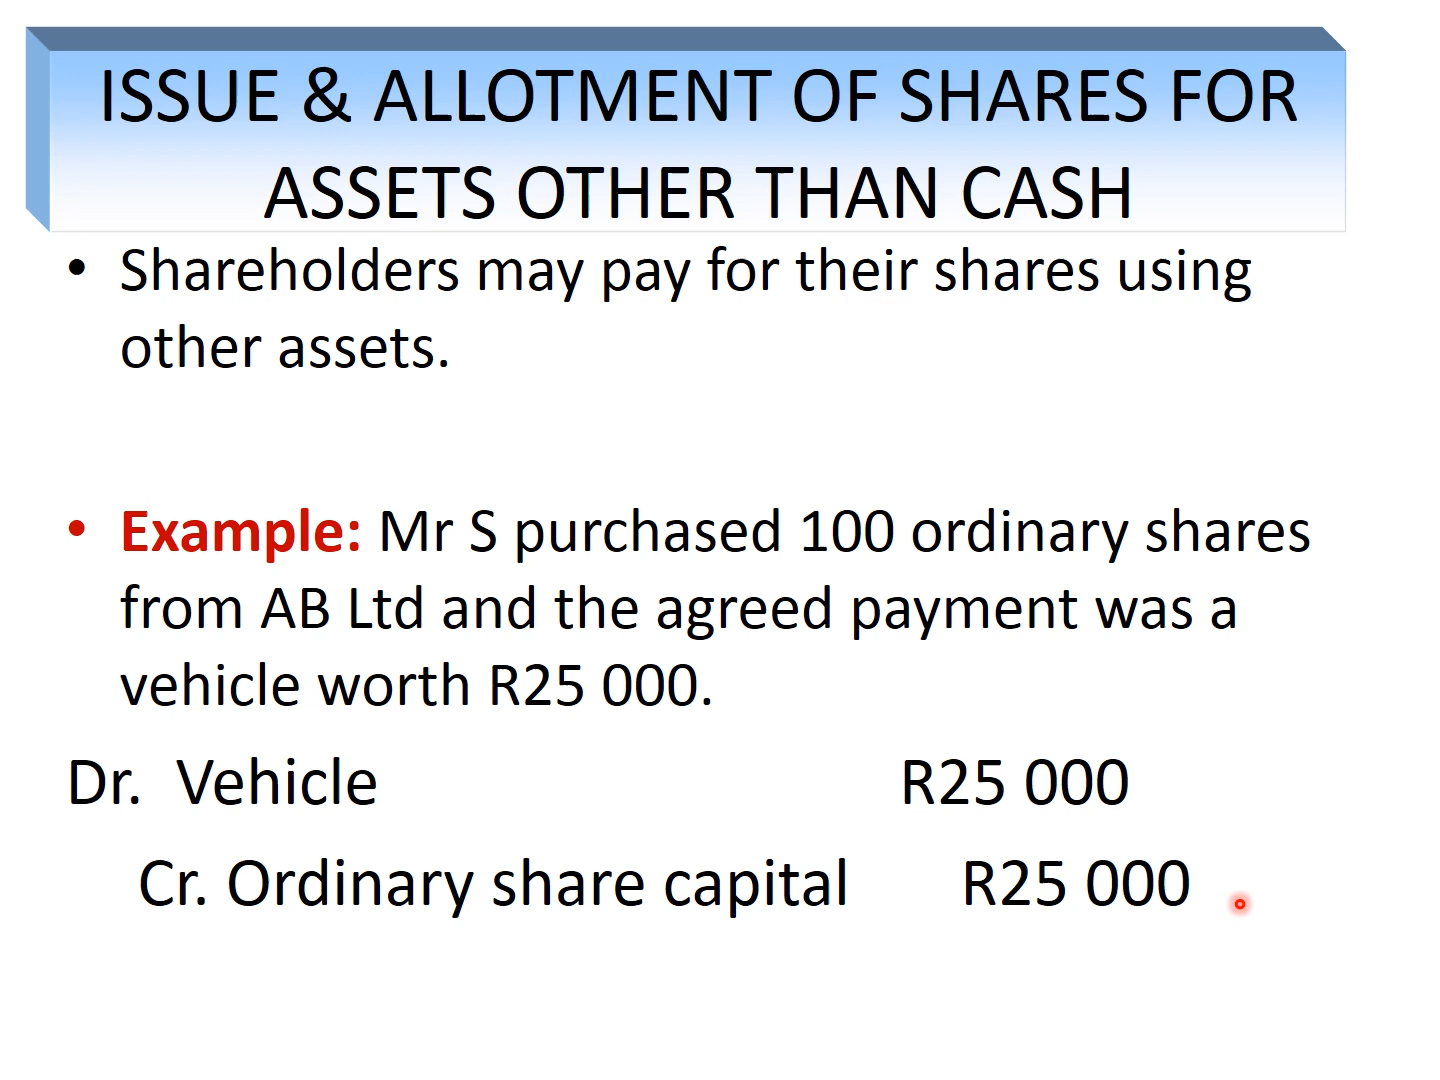 ISSUE & ALLOTMENT OF SHARES FOR
ASSETS OTHER THAN CASH
• Shareholders may pay for their shares using
other assets.
• Example: Mr S purchased 100 ordinary shares
from AB Ltd and the agreed payment was a
vehicle worth R25 000.
Dr. Vehicle R25 000
Cr. Ordinary share capital R25 000